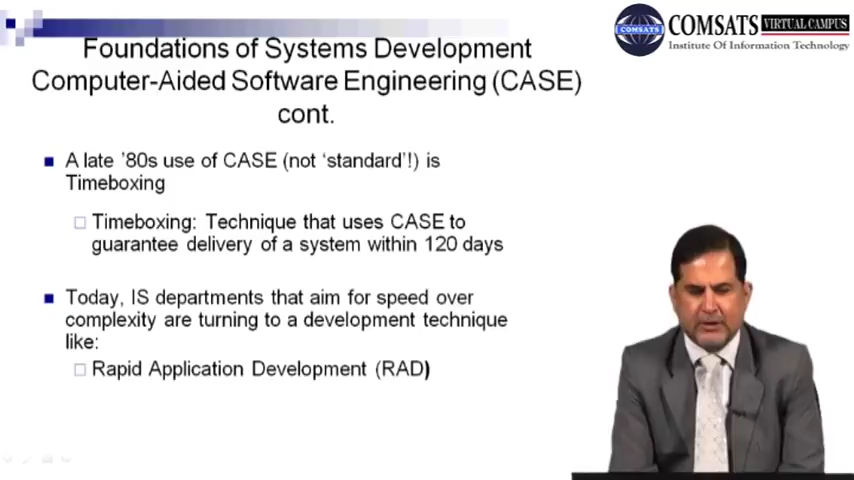 COMSATS VIRTUAL CAMPUS
COMSATS
Institute Of Information Technology
Foundations of Systems Development
Computer-Aided Software Engineering (CASE)
cont.
A late '80s use of CASE (not 'standard'!) is
Timeboxing
Timeboxing: Technique that uses CASE to
guarantee delivery of a system within 120 days
Today, IS departments that aim for speed over
complexity are turning to a development technique
like:
Rapid Application Development (RAD)